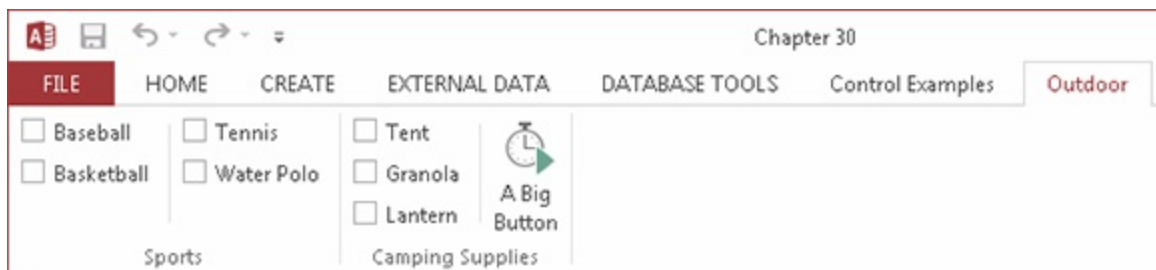 Chapter 30
FILE HOME CREATE EXTERNAL DATA DATABASE TOOLS Control Examples Outdoor
Baseball Tennis Tent
Basketball Water Polo Granola
Lantern
A Big
Button
Sports Camping Supplies